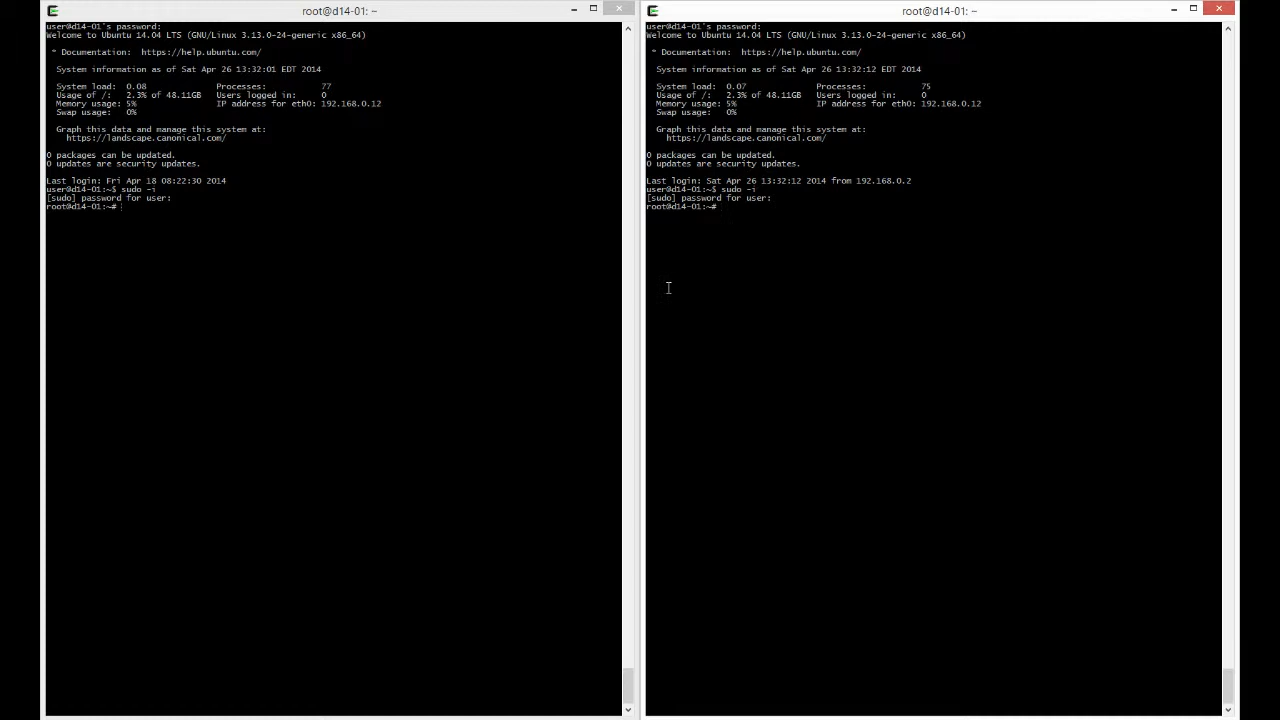 root@d14-01: ~
user@d14-01's password:
Welcome to Ubuntu 14.04 LTS (GNU/Linux 3.13.0-24-generic x86_64)
* Documentation:  https://help.ubuntu.com/
System information as of Sat Apr 26 13:32:01 EDT 2014
System load:  0.08    Processes:           77
Usage of /:   2.3% of 48.11GB   Users logged in:     0
Memory usage: 5%    IP address for eth0: 192.168.0.12
Swap usage:   0%
Graph this data and manage this system at:
https://landscape.canonical.com/
0 packages can be updated.
0 updates are security updates.
Last login: Fri Apr 18 08:22:30 2014
user@d14-01:~$ sudo -i
[sudo] password for user:
root@d14-01:~#
root@d14-01: ~
user@d14-01's password:
Welcome to Ubuntu 14.04 LTS (GNU/Linux 3.13.0-24-generic x86_64)
* Documentation:  https://help.ubuntu.com/
System information as of Sat Apr 26 13:32:12 EDT 2014
System load:  0.07    Processes:           75
Usage of /:   2.3% of 48.11GB   Users logged in:     0
Memory usage: 5%    IP address for eth0: 192.168.0.12
Swap usage:   0%
Graph this data and manage this system at:
https://landscape.canonical.com/
0 packages can be updated.
0 updates are security updates.
Last login: Sat Apr 26 13:32:12 2014 from 192.168.0.2
user@d14-01:~$ sudo -i
[sudo] password for user:
root@d14-01:~#